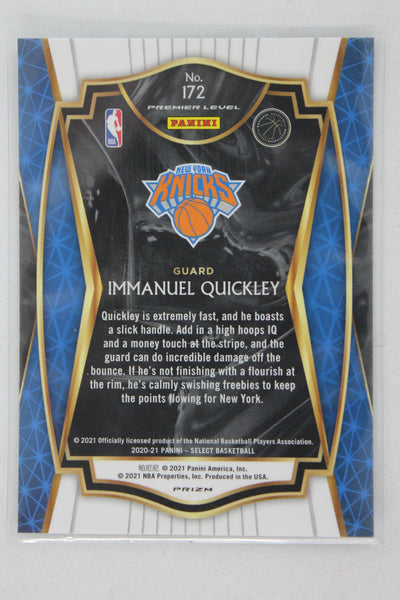 No.
172
PREMIER LEVEL
PANINI
NBA
NEW YORK
KNICKS
GUARD
IMMANUEL QUICKLEY
Quickley is extremely fast, and he boasts
a slick handle. Add in a high hoops IQ
and a money touch at the stripe, and the
guard can do incredible damage off the
bounce. If he's not finishing with a flourish at
the rim, he's calmly swishing freebies to keep
the points flowing for New York.
© 2021 Officially licensed product of the National Basketball Players Association.
2020-21 PANINI – SELECT BASKETBALL
帕尼尼 © 2021 Panini America, Inc.
© 2021 NBA Properties, Inc. Produced in the USA.
PRIZM